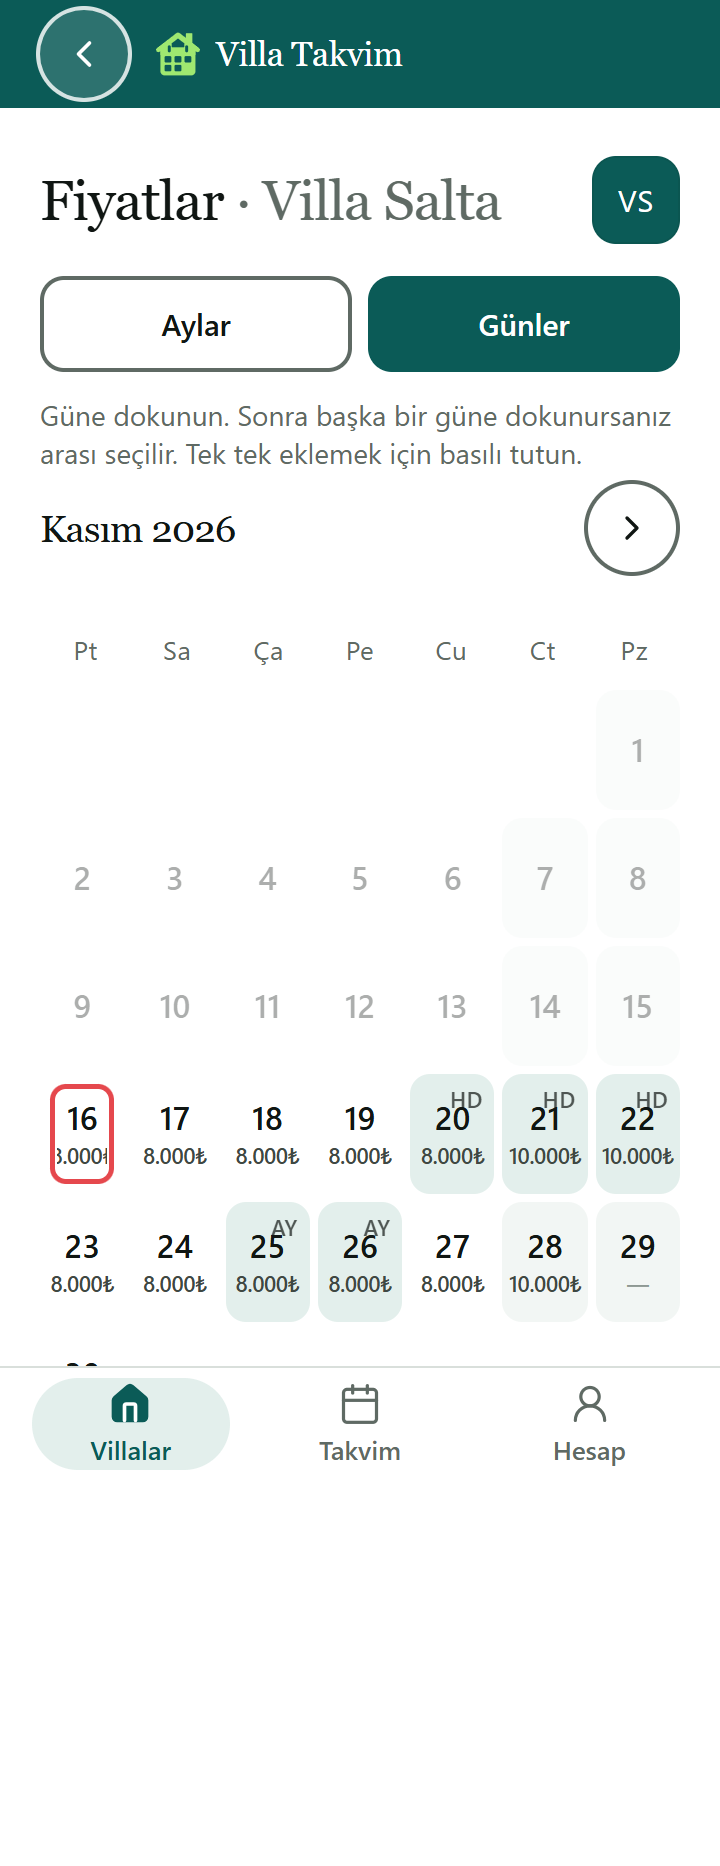 Villa Takvim
Fiyatlar · Villa Salta
VS
Aylar
Günler
Güne dokunun. Sonra başka bir güne dokunursanız
arası seçilir. Tek tek eklemek için basılı tutun.
Kasım 2026
Pt Sa Ça Pe Cu Ct Pz
1
2 3 4 5 6 7 8
9 10 11 12 13 14 15
HD HD HD
16 17 18 19 20 21 22
8.000₺ 8.000₺ 8.000₺ 8.000₺ 10.000₺ 10.000₺
AY AY
23 24 25 26 27 28 29
8.000₺ 8.000₺ 8.000₺ 8.000₺ 8.000₺ 10.000₺ —
Villalar Takvim Hesap